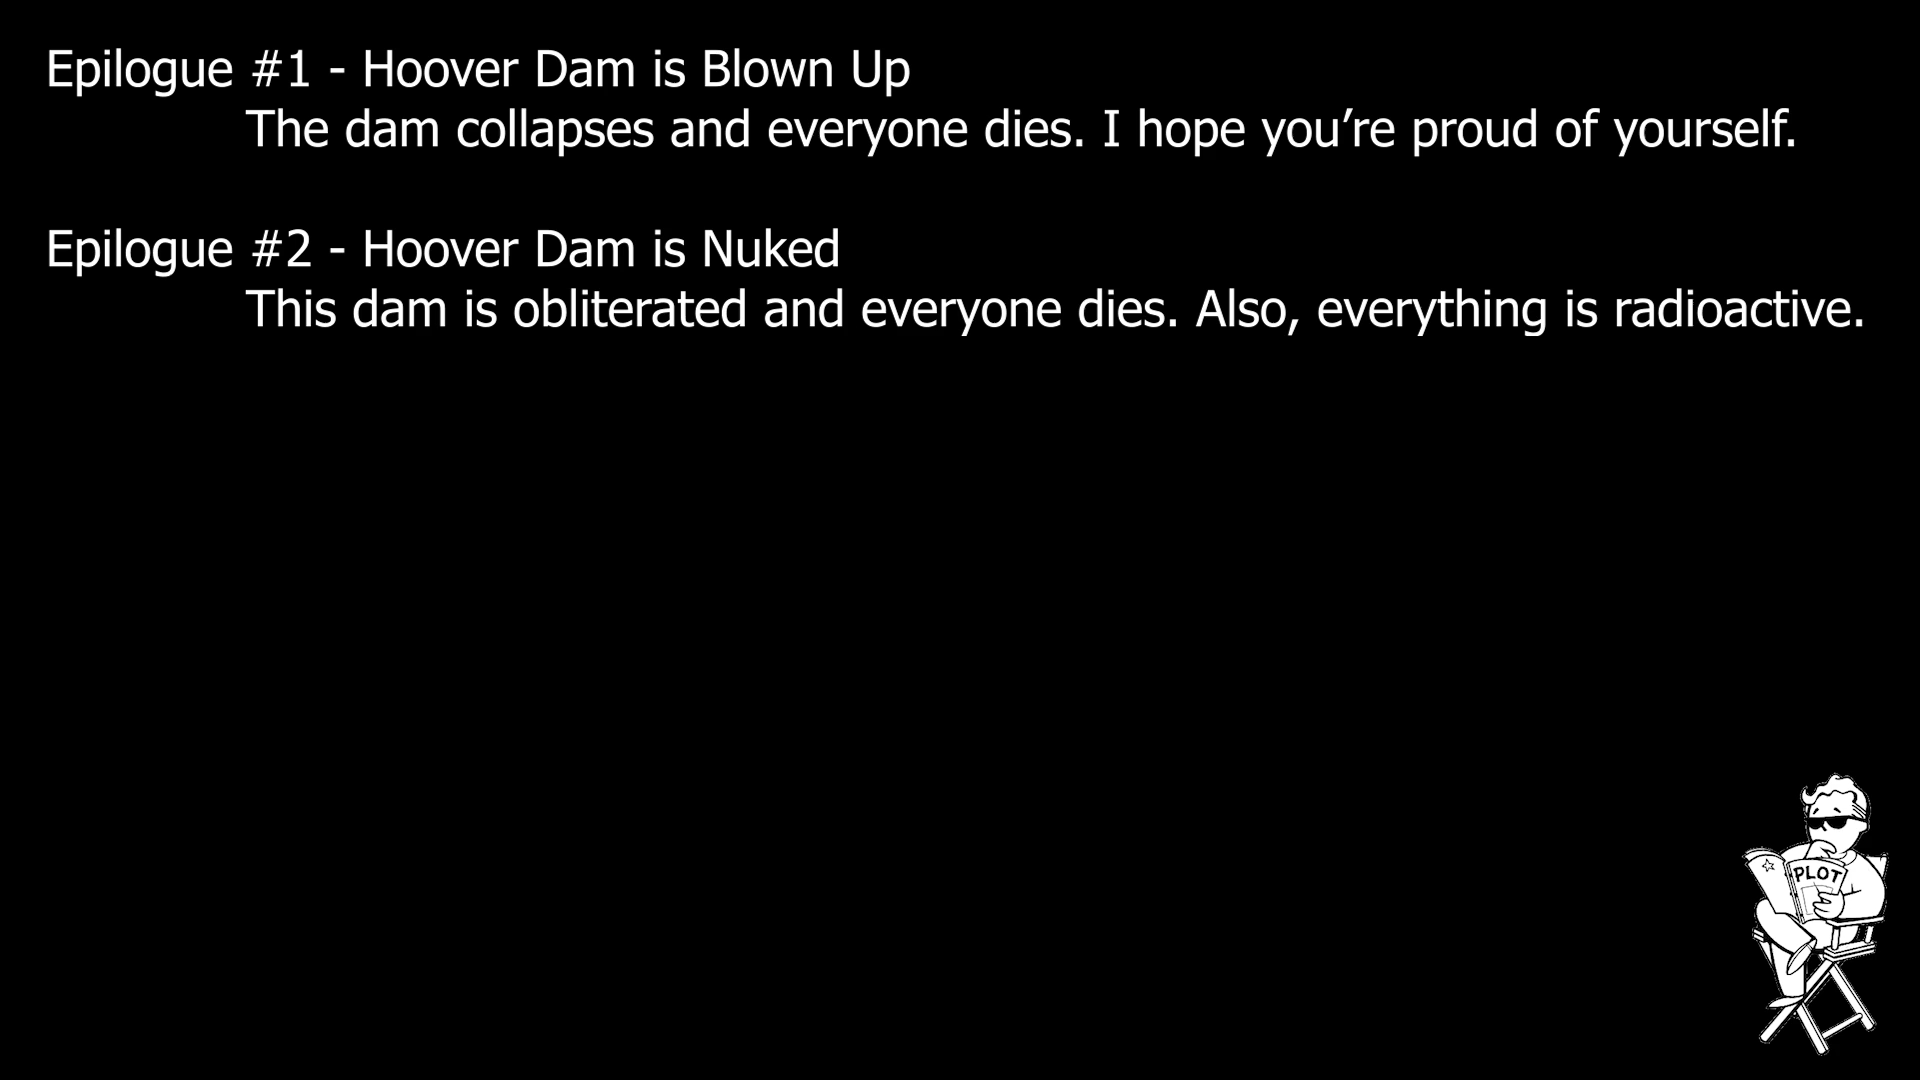 Epilogue #1 - Hoover Dam is Blown Up
The dam collapses and everyone dies. I hope you’re proud of yourself.
Epilogue #2 - Hoover Dam is Nuked
This dam is obliterated and everyone dies. Also, everything is radioactive.
PLOT